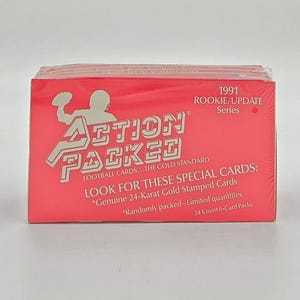 1991
ROOKIE/UPDATE
Series
ACTION
PACKED
FOOTBALL CARDS...THE GOLD STANDARD
LOOK FOR THESE SPECIAL CARDS:
*Genuine 24-Karat Gold Stamped Cards
*Randomly packed—Limited quantities
24 Count 6-Card Packs